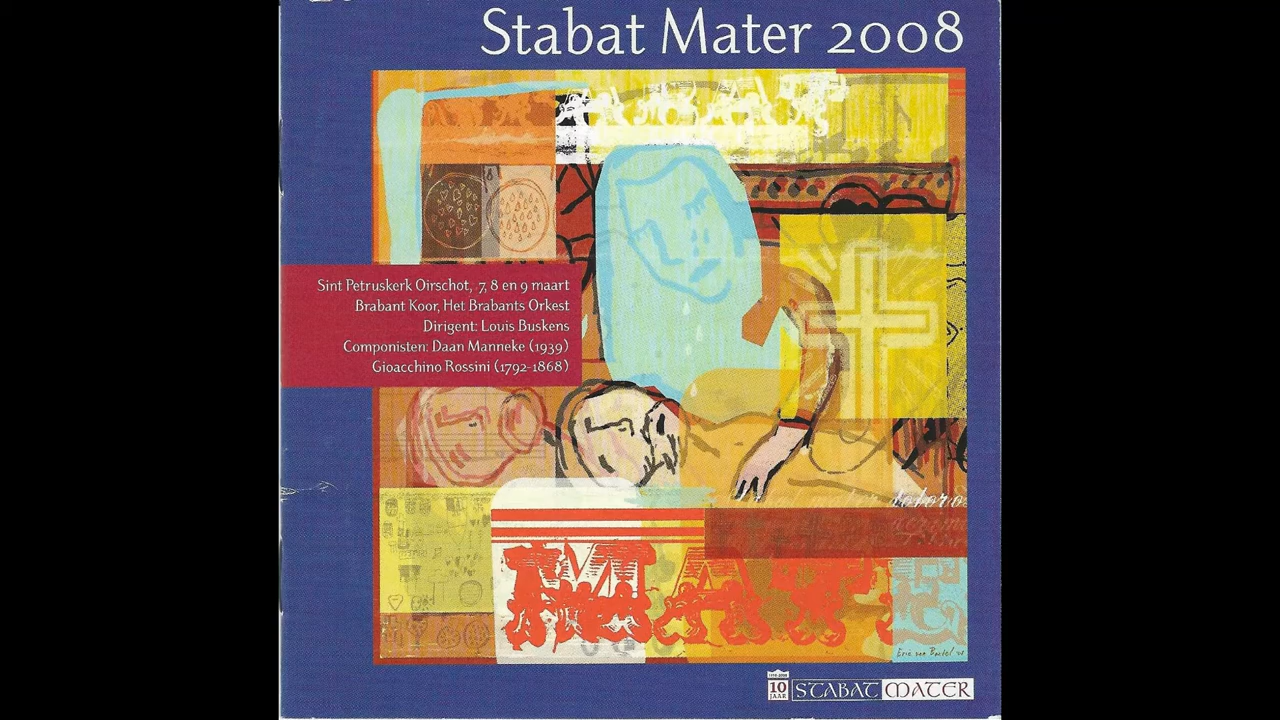 Stabat Mater 2008
Sint Petruskerk Oirschot, 7, 8 en 9 maart
Brabant Koor, Het Brabants Orkest
Dirigent: Louis Buskens
Componisten: Daan Manneke (1939)
Gioacchino Rossini (1792-1868)
MATE
10
JAAR
STABAT MATER